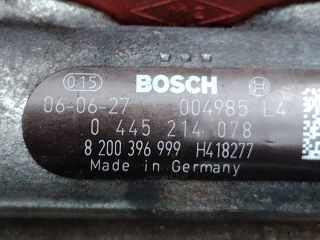 015 BOSCH
06-06-27 004985 L4
0 445 214 078
8 200 396 999 H418277
Made in Germany